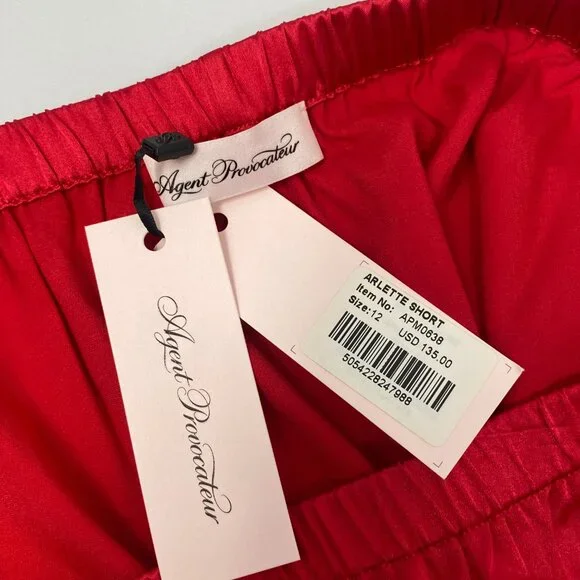 Agent Provocateur
Agent Provocateur
ARLETTE SHORT
Item No: APM0638
Size:12 USD 135.00
5054228247988